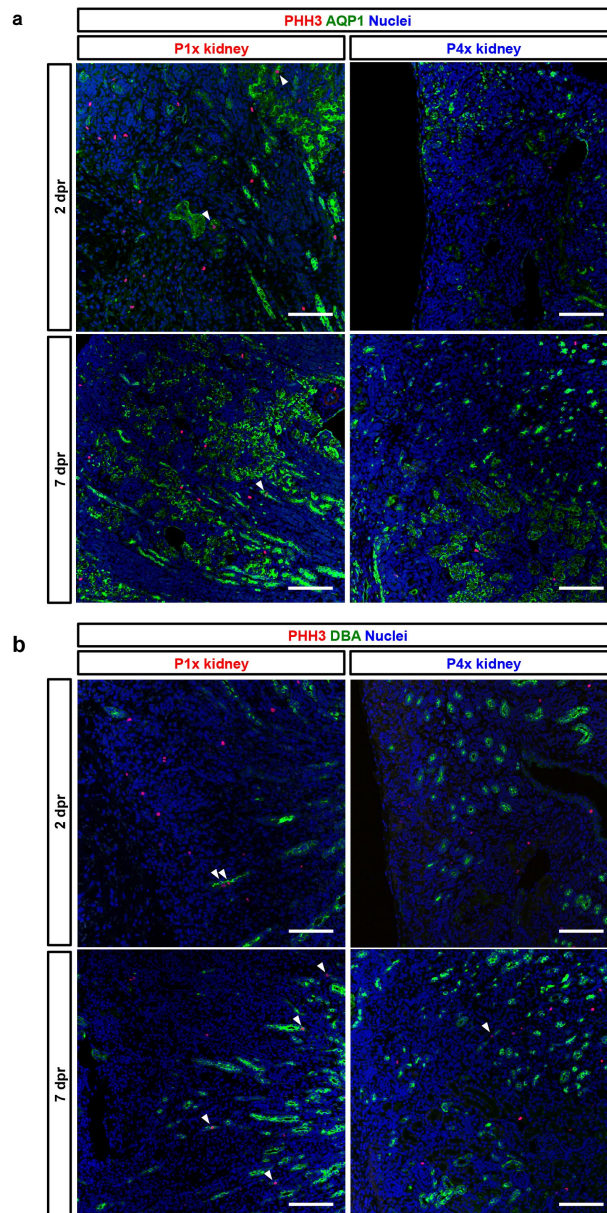 a
PHH3 AQP1 Nuclei
P1x kidney
P4x kidney
2 dpr
7 dpr
b
PHH3 DBA Nuclei
P1x kidney
P4x kidney
2 dpr
7 dpr